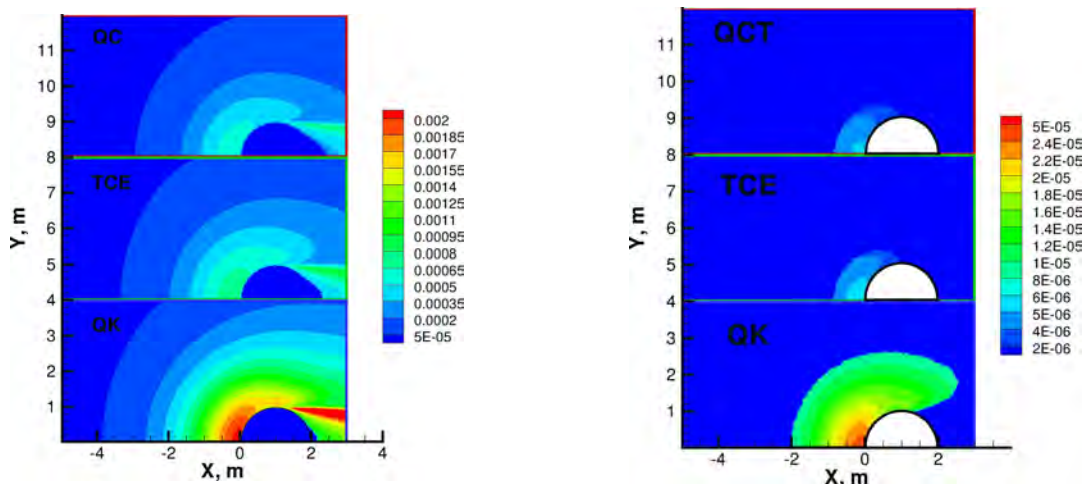 QC
TCE
QK
Y, m
11
10
9
8
7
6
5
4
3
2
1
-4
-2
0
2
4
X, m
0.002
0.00185
0.0017
0.00155
0.0014
0.00125
0.0011
0.00095
0.0008
0.00065
0.0005
0.00035
0.0002
5E-05
QCT
TCE
QK
Y, m
11
10
9
8
7
6
5
4
3
2
1
0
-4
-2
0
2
X, m
5E-05
2.4E-05
2.2E-05
2E-05
1.8E-05
1.6E-05
1.4E-05
1.2E-05
1E-05
8E-06
6E-06
4E-06
2E-06